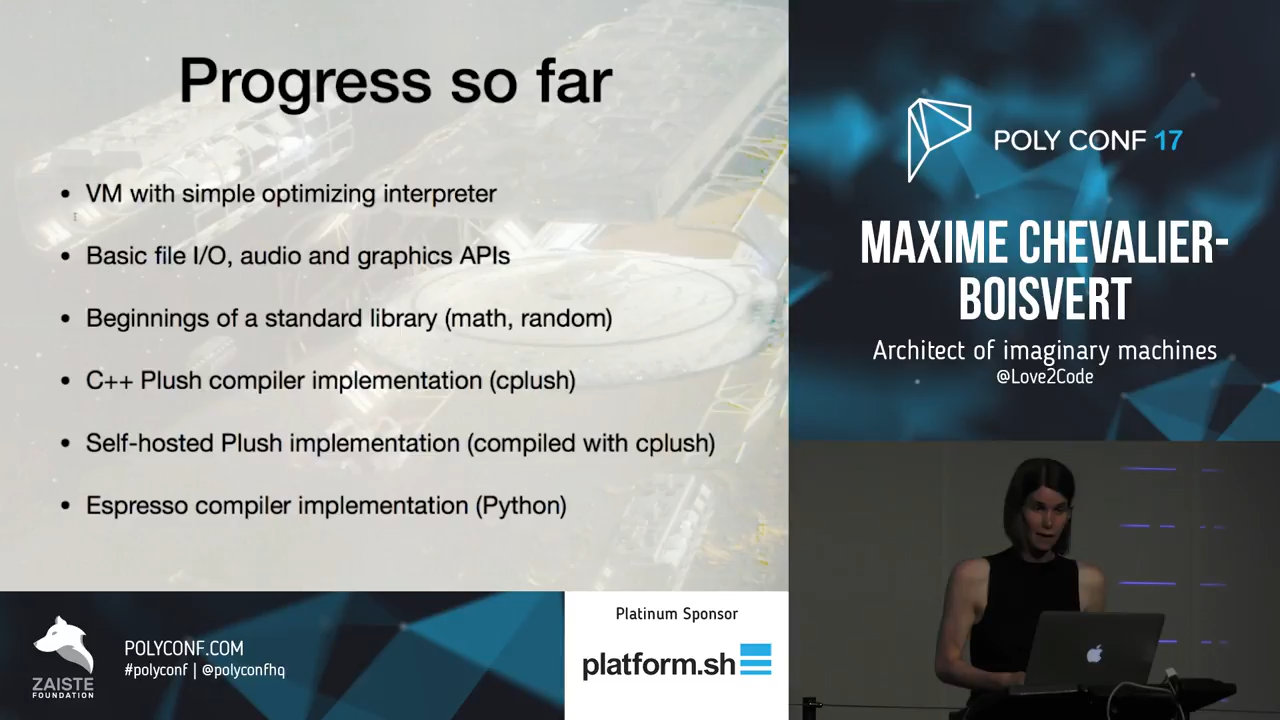 Progress so far
• VM with simple optimizing interpreter
• Basic file I/O, audio and graphics APIs
• Beginnings of a standard library (math, random)
• C++ Plush compiler implementation (cplush)
• Self-hosted Plush implementation (compiled with cplush)
• Espresso compiler implementation (Python)
POLY CONF 17
MAXIME CHEVALIER-
BOISVERT
Architect of imaginary machines
@Love2Code
ZAISTE
FOUNDATION
POLYCONF.COM
#polyconf | @polyconfhq
Platinum Sponsor
platform.sh